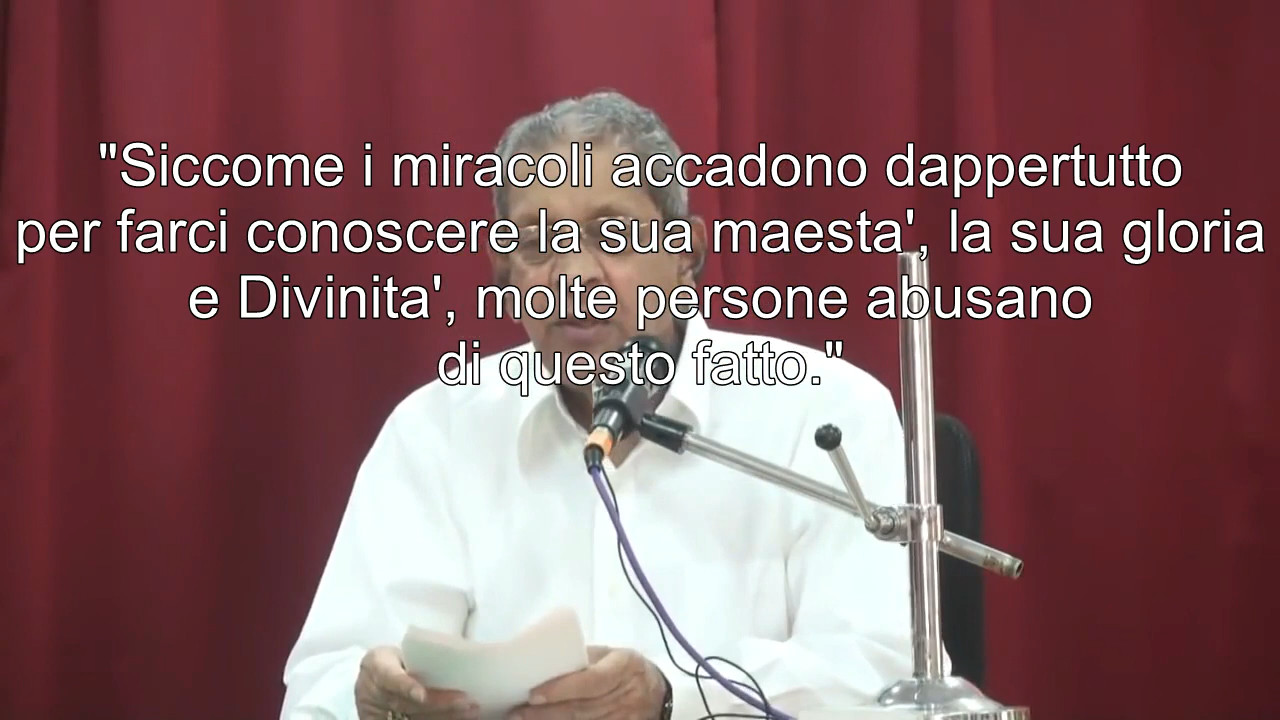 "Siccome i miracoli accadono dappertutto
per farci conoscere la sua maesta', la sua gloria
e Divinita', molte persone abusano
di questo fatto."